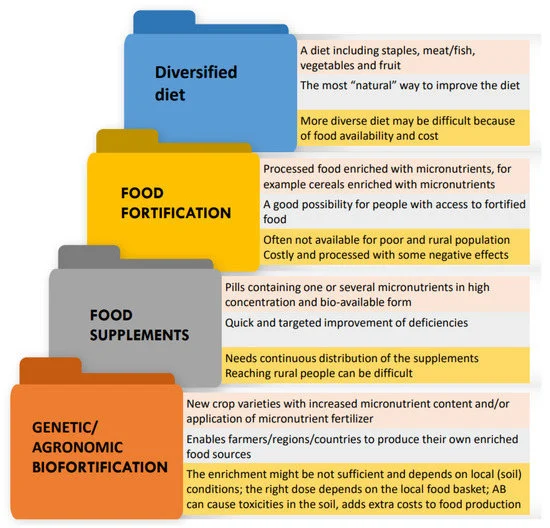 Diversified
diet
A diet including staples, meat/fish,
vegetables and fruit
The most “natural” way to improve the diet
More diverse diet may be difficult because
of food availability and cost
FOOD
FORTIFICATION
Processed food enriched with micronutrients, for
example cereals enriched with micronutrients
A good possibility for people with access to fortified
food
Often not available for poor and rural population
Costly and processed with some negative effects
FOOD
SUPPLEMENTS
Pills containing one or several micronutrients in high
concentration and bio-available form
Quick and targeted improvement of deficiencies
Needs continuous distribution of the supplements
Reaching rural people can be difficult
GENETIC/
AGRONOMIC
BIOFORTIFICATION
New crop varieties with increased micronutrient content and/or
application of micronutrient fertilizer
Enables farmers/regions/countries to produce their own enriched
food sources
The enrichment might be not sufficient and depends on local (soil)
conditions; the right dose depends on the local food basket; AB
can cause toxicities in the soil, adds extra costs to food production